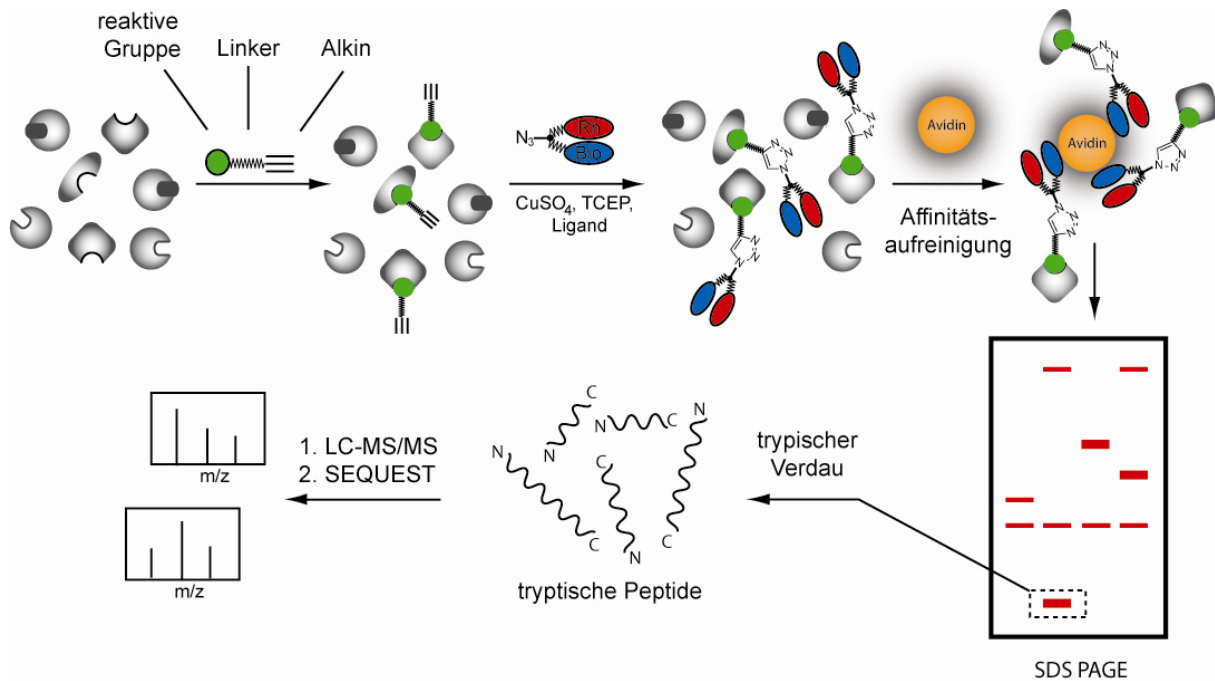 reaktive
Gruppe
Linker
Alkin
N3
Rh
Bio
CuSO4, TCEP,
Ligand
N
N
N
N
N
N
N
N
N
Avidin
Affinitäts-
aufreinigung
Avidin
N
N
N
N
N
N
N
N
N
SDS PAGE
trypischer
Verdau
N
C
N
C
N
C
N
C
C
N
tryptische Peptide
1. LC-MS/MS
2. SEQUEST
m/z
m/z